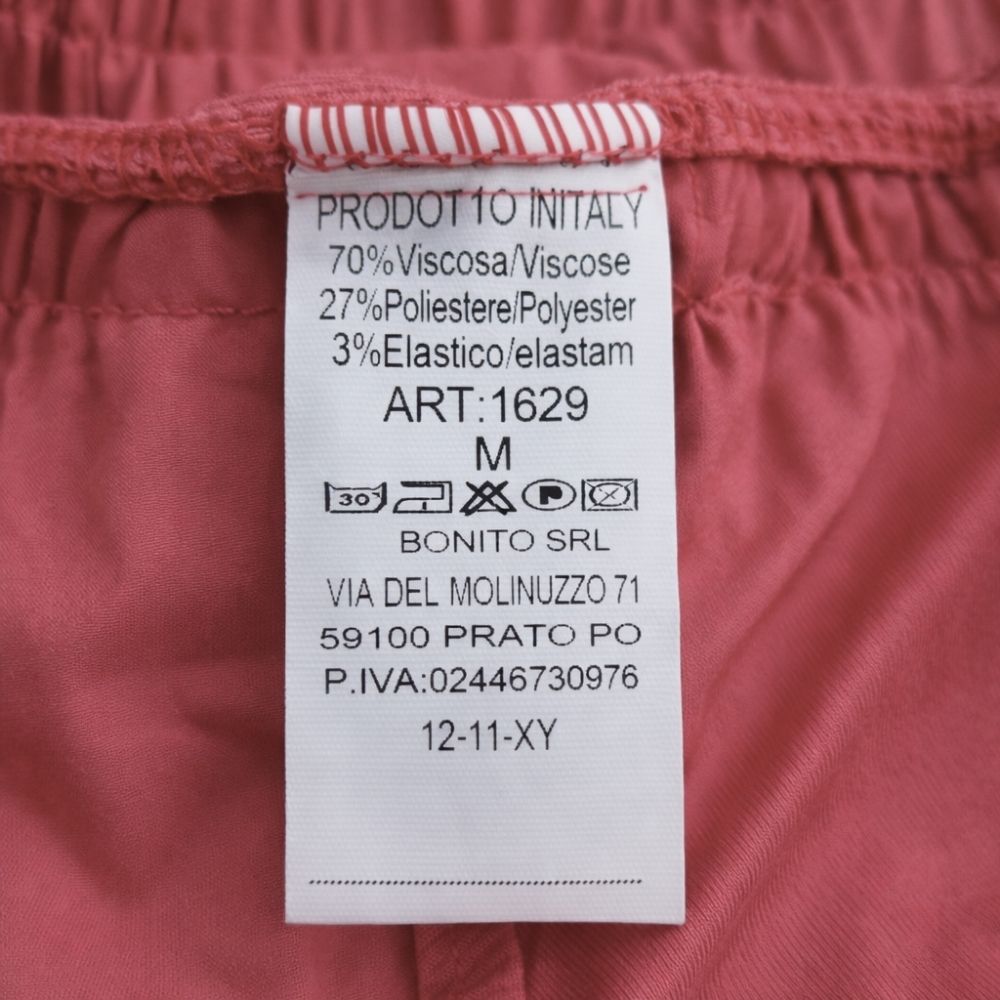 PRODOT1O INITALY
70%Viscosa/Viscose
27%Poliestere/Polyester
3%Elastico/elastam
ART:1629
M
30 P
BONITO SRL
VIA DEL MOLINUZZO 71
59100 PRATO PO
P.IVA:02446730976
12-11-XY